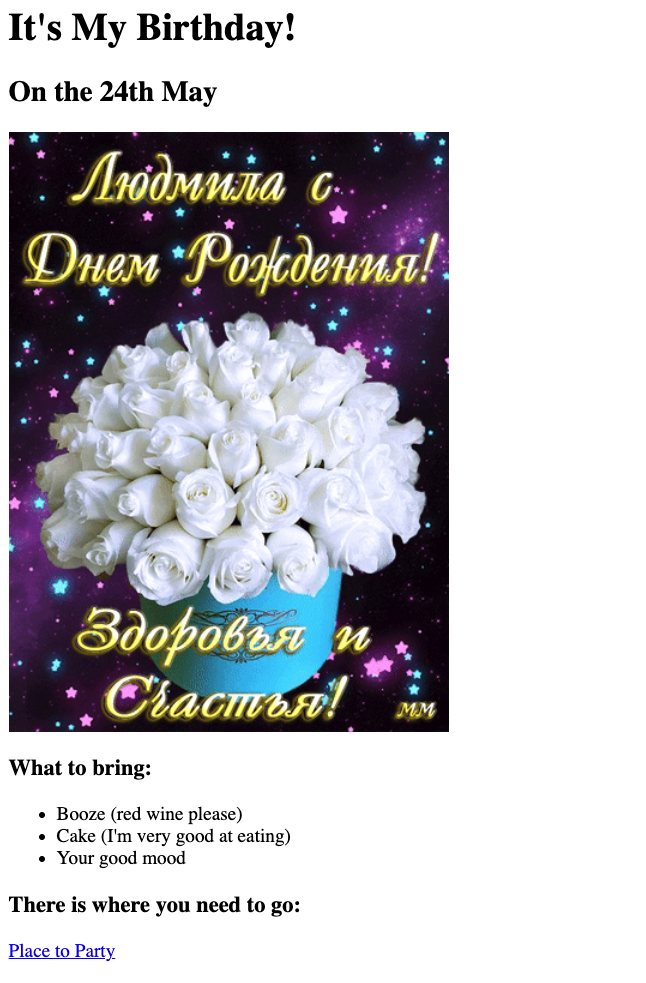 It's My Birthday!
On the 24th May
Людмила с
Днем Рождения!
Здоровья и
Счастья!
мм
What to bring:
• Booze (red wine please)
• Cake (I'm very good at eating)
• Your good mood
There is where you need to go:
Place to Party